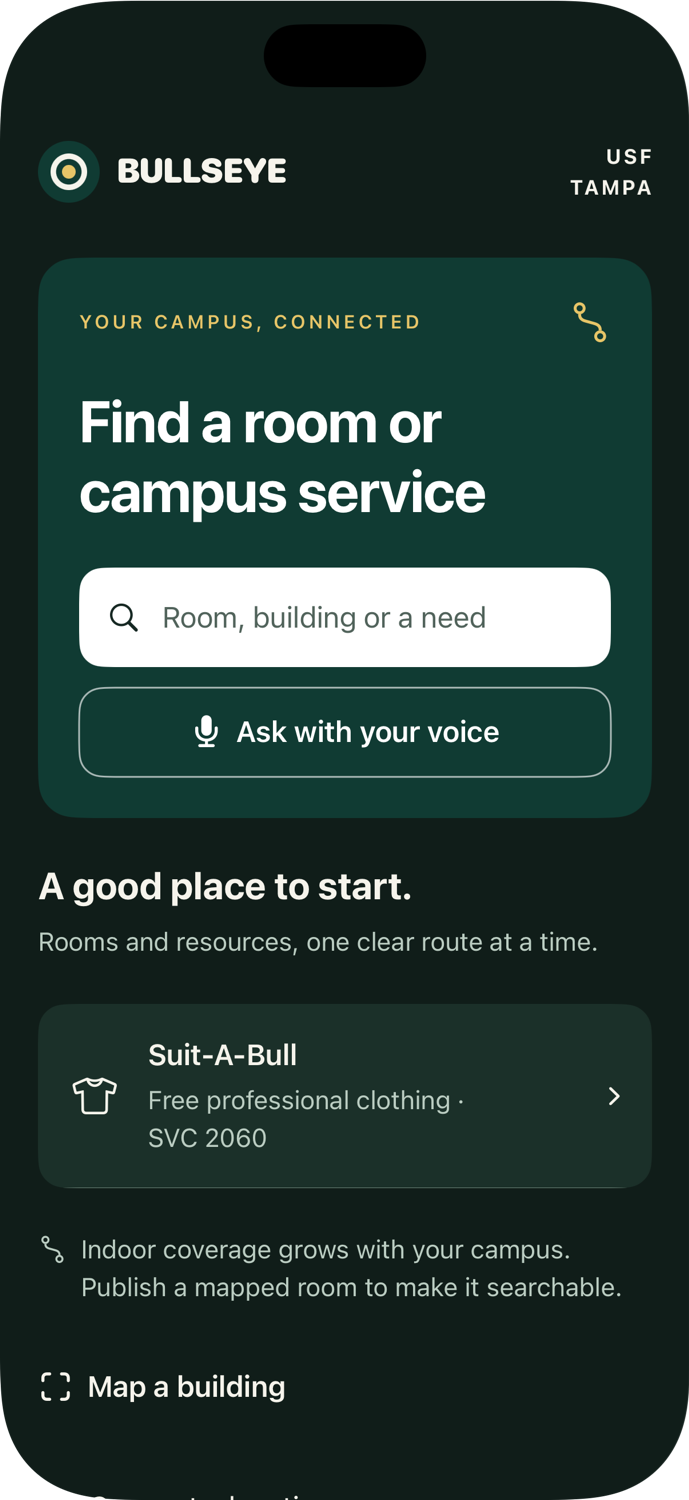 BULLSEYE
USF
TAMPA
YOUR CAMPUS, CONNECTED
Find a room or
campus service
Room, building or a need
Ask with your voice
A good place to start.
Rooms and resources, one clear route at a time.
Suit-A-Bull
Free professional clothing ·
SVC 2060
Indoor coverage grows with your campus.
Publish a mapped room to make it searchable.
Map a building